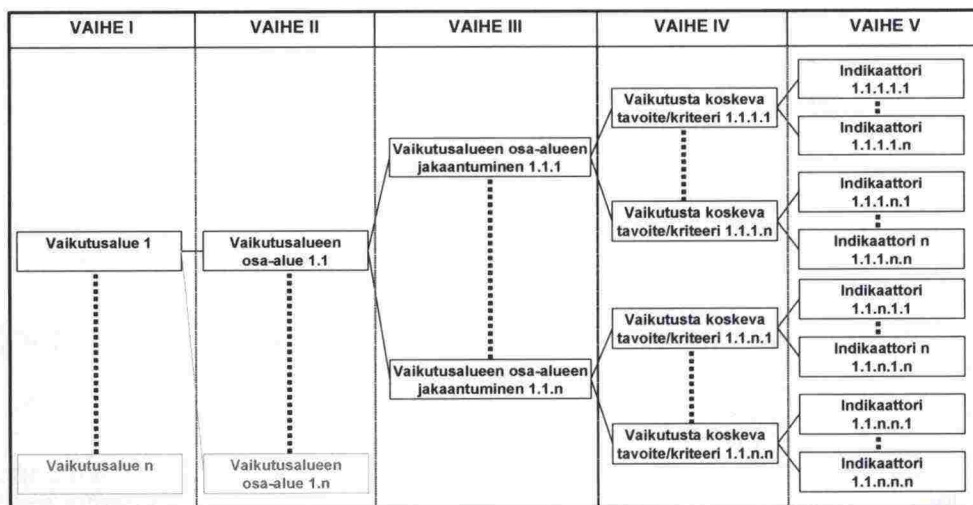 VAIHE I
VAIHE II
VAIHE III
VAIHE IV
VAIHE V
Vaikutusalue 1
Vaikutusalue n
Vaikutusalueen
osa-alue 1.1
Vaikutusalueen
osa-alue 1.n
Vaikutusalueen osa-alueen
jakaantuminen 1.1.1
Vaikutusalueen osa-alueen
jakaantuminen 1.1.n
Vaikutusta koskeva
tavoite/kriteeri 1.1.1.1
Vaikutusta koskeva
tavoite/kriteeri 1.1.1.n
Vaikutusta koskeva
tavoite/kriteeri 1.1.n.1
Vaikutusta koskeva
tavoite/kriteeri 1.1.n.n
Indikaattori
1.1.1.1.1
Indikaattori
1.1.1.1.n
Indikaattori
1.1.1.n.1
Indikaattori n
1.1.1.n.n
Indikaattori
1.1.n.1.1
Indikaattori n
1.1.n.1.n
Indikaattori
1.1.n.n.1
Indikaattori
1.1.n.n.n